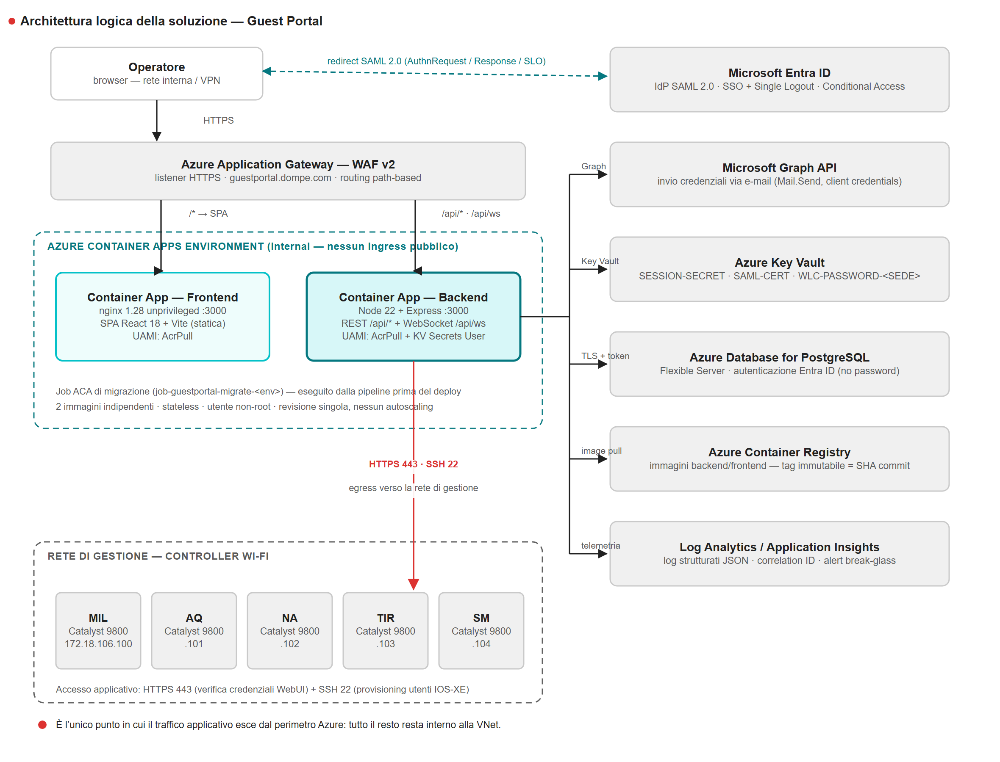 Architettura logica della soluzione — Guest Portal
Operatore
browser — rete interna / VPN
redirect SAML 2.0 (AuthnRequest / Response / SLO)
Microsoft Entra ID
IdP SAML 2.0 · SSO + Single Logout · Conditional Access
HTTPS
Azure Application Gateway — WAF v2
listener HTTPS · guestportal.dompe.com · routing path-based
Graph
Microsoft Graph API
invio credenziali via e-mail (Mail.Send, client credentials)
/* → SPA
/api/* · /api/ws
AZURE CONTAINER APPS ENVIRONMENT (internal — nessun ingress pubblico)
Key Vault
Azure Key Vault
SESSION-SECRET · SAML-CERT · WLC-PASSWORD-<SEDE>
Container App — Frontend
nginx 1.28 unprivileged :3000
SPA React 18 + Vite (statica)
UAMI: AcrPull
Container App — Backend
Node 22 + Express :3000
REST /api/* + WebSocket /api/ws
UAMI: AcrPull + KV Secrets User
TLS + token
Azure Database for PostgreSQL
Flexible Server · autenticazione Entra ID (no password)
Job ACA di migrazione (job-guestportal-migrate-<env>) — eseguito dalla pipeline prima del deploy
2 immagini indipendenti · stateless · utente non-root · revisione singola, nessun autoscaling
image pull
Azure Container Registry
immagini backend/frontend — tag immutabile = SHA commit
HTTPS 443 · SSH 22
egress verso la rete di gestione
telemetria
Log Analytics / Application Insights
log strutturati JSON · correlation ID · alert break-glass
RETE DI GESTIONE — CONTROLLER WI-FI
MIL
Catalyst 9800
172.18.106.100
AQ
Catalyst 9800
.101
NA
Catalyst 9800
.102
TIR
Catalyst 9800
.103
SM
Catalyst 9800
.104
Accesso applicativo: HTTPS 443 (verifica credenziali WebUI) + SSH 22 (provisioning utenti IOS-XE)
È l’unico punto in cui il traffico applicativo esce dal perimetro Azure: tutto il resto resta interno alla VNet.